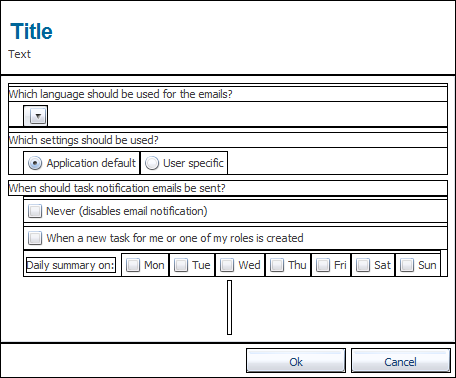 Title
Text
Which language should be used for the emails?
Which settings should be used?
Application default User specific
When should task notification emails be sent?
Never (disables email notification)
When a new task for me or one of my roles is created
Daily summary on: Mon Tue Wed Thu Fri Sat Sun
Ok Cancel